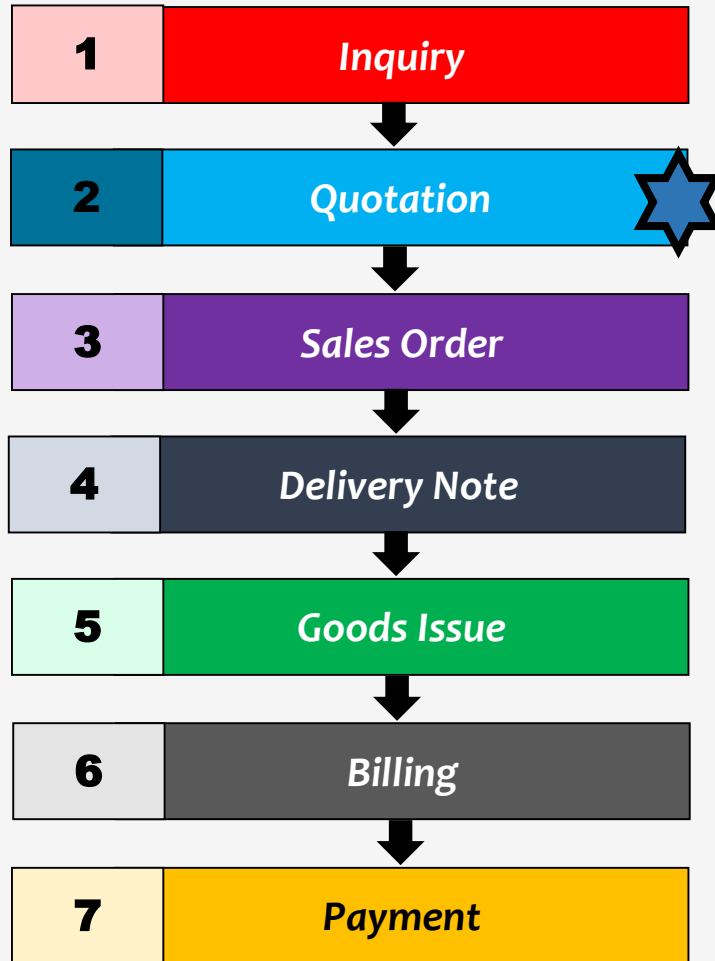 1 Inquiry
2 Quotation
3 Sales Order
4 Delivery Note
5 Goods Issue
6 Billing
7 Payment